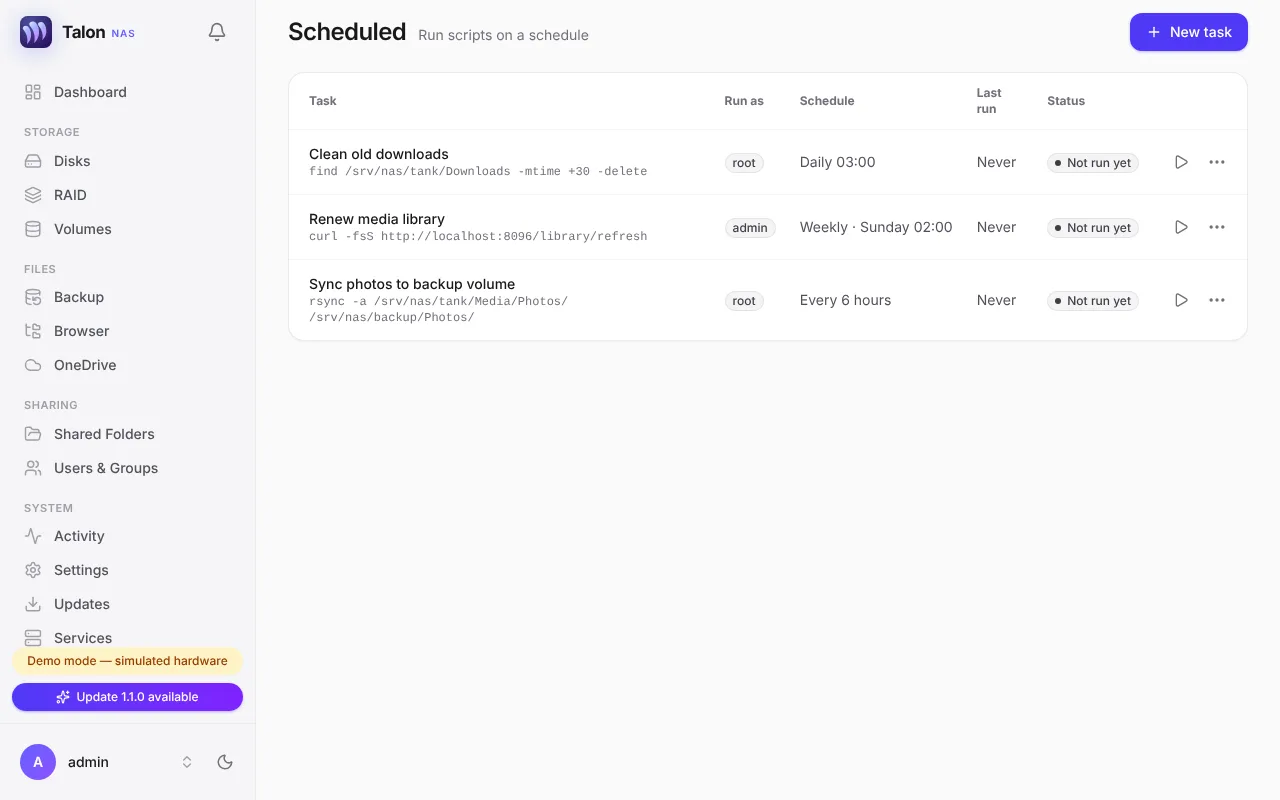 Talon NAS
Dashboard
STORAGE
Disks
RAID
Volumes
FILES
Backup
Browser
OneDrive
SHARING
Shared Folders
Users & Groups
SYSTEM
Activity
Settings
Updates
Services
Demo mode — simulated hardware
Update 1.1.0 available
A admin
Scheduled Run scripts on a schedule
+ New task
Task Run as Schedule Last run Status
Clean old downloads
find /srv/nas/tank/Downloads -mtime +30 -delete
root Daily 03:00 Never Not run yet
Renew media library
curl -fsS http://localhost:8096/library/refresh
admin Weekly · Sunday 02:00 Never Not run yet
Sync photos to backup volume
rsync -a /srv/nas/tank/Media/Photos/
/srv/nas/backup/Photos/
root Every 6 hours Never Not run yet